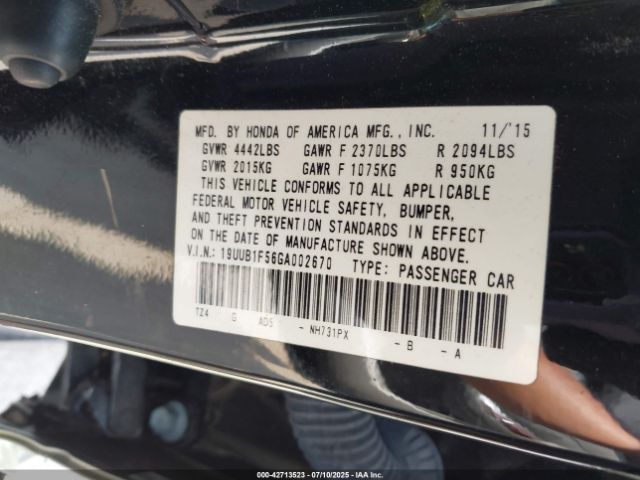 MFD. BY HONDA OF AMERICA MFG., INC. 11/'15
GVWR 4442LBS GAWR F 2370LBS R 2094LBS
GVWR 2015KG GAWR F 1075KG R 950KG
THIS VEHICLE CONFORMS TO ALL APPLICABLE
FEDERAL MOTOR VEHICLE SAFETY, BUMPER,
AND THEFT PREVENTION STANDARDS IN EFFECT
ON THE DATE OF MANUFACTURE SHOWN ABOVE.
V.I.N.: 19UUB1F56GA002670 TYPE: PASSENGER CAR
TZ4 G ADS - NH731PX - B - A
000-42713523 - 07/10/2025 - IAAI.COM